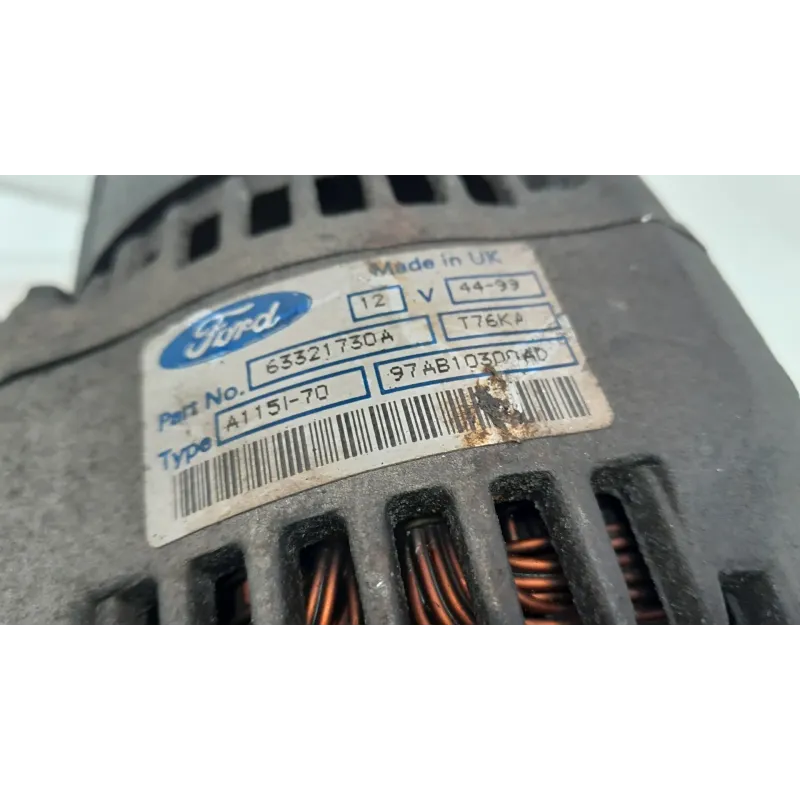 Made in UK
Ford 12 V 44-99
Part No. 63321730A T76KA
Type A115I-70 97AB10300AD